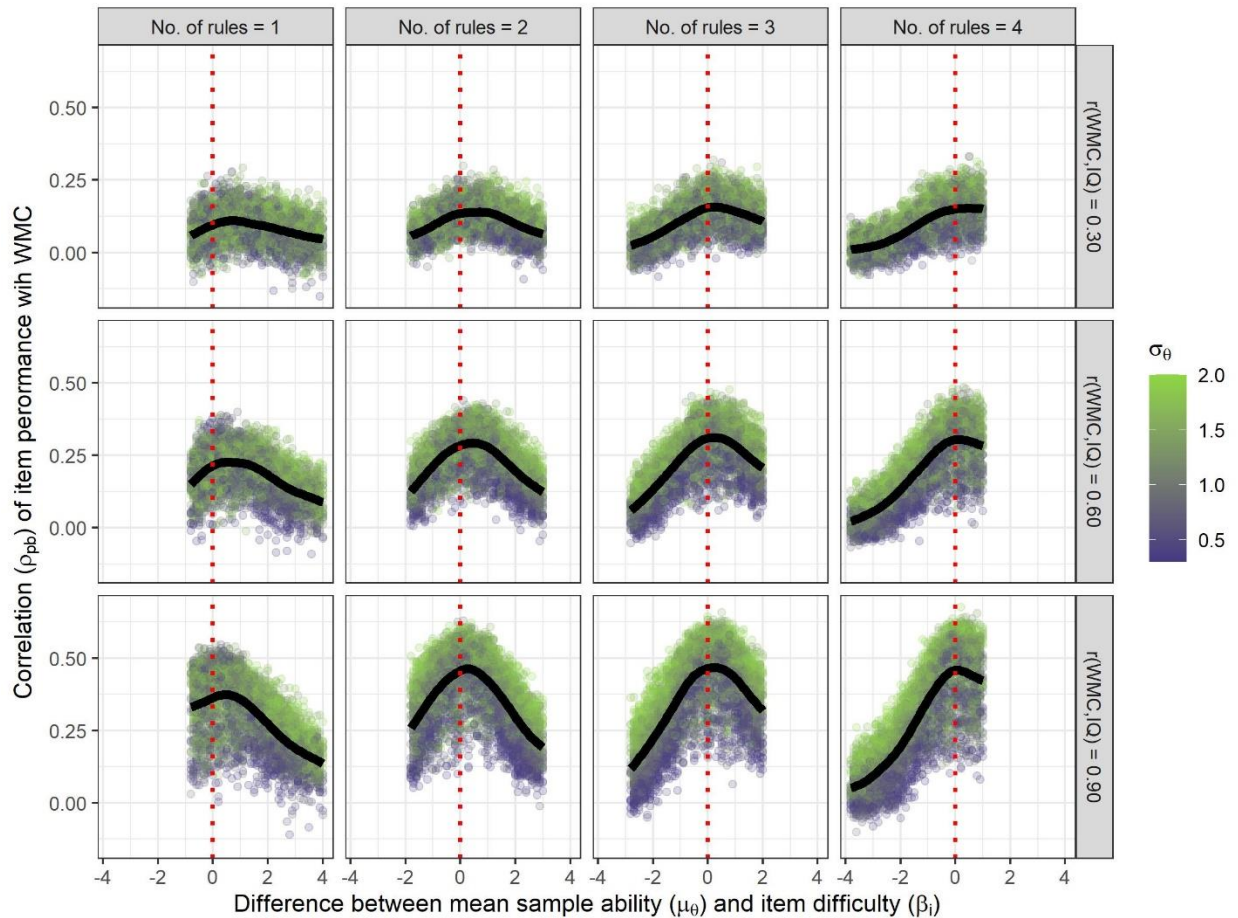 No. of rules = 1 No. of rules = 2 No. of rules = 3 No. of rules = 4
Correlation (ρpb) of item peromance wih WMC
0.50
0.25
0.00
r(WMC,IQ) = 0.30
0.50
0.25
0.00
r(WMC,IQ) = 0.60
0.50
0.25
0.00
r(WMC,IQ) = 0.90
-4 -2 0 2 4 -4 -2 0 2 4 -4 -2 0 2 4 -4 -2 0 2 4
Difference between mean sample ability (μθ) and item difficulty (βi)
σθ
2.0
1.5
1.0
0.5